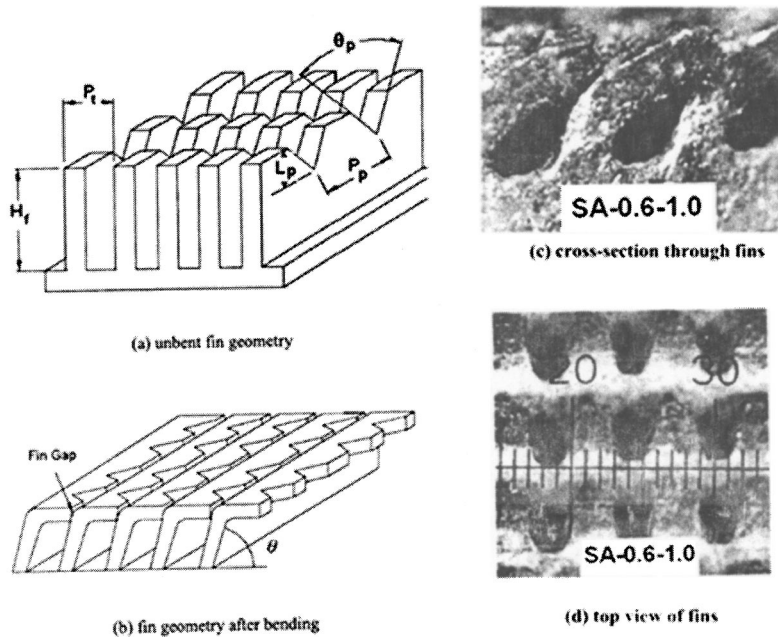 θp
Pt
Lp
Pp
Hf
(a) unbent fin geometry
Fin Gap
θ
(b) fin geometry after bending
SA-0.6-1.0
(c) cross-section through fins
20 30
SA-0.6-1.0
(d) top view of fins